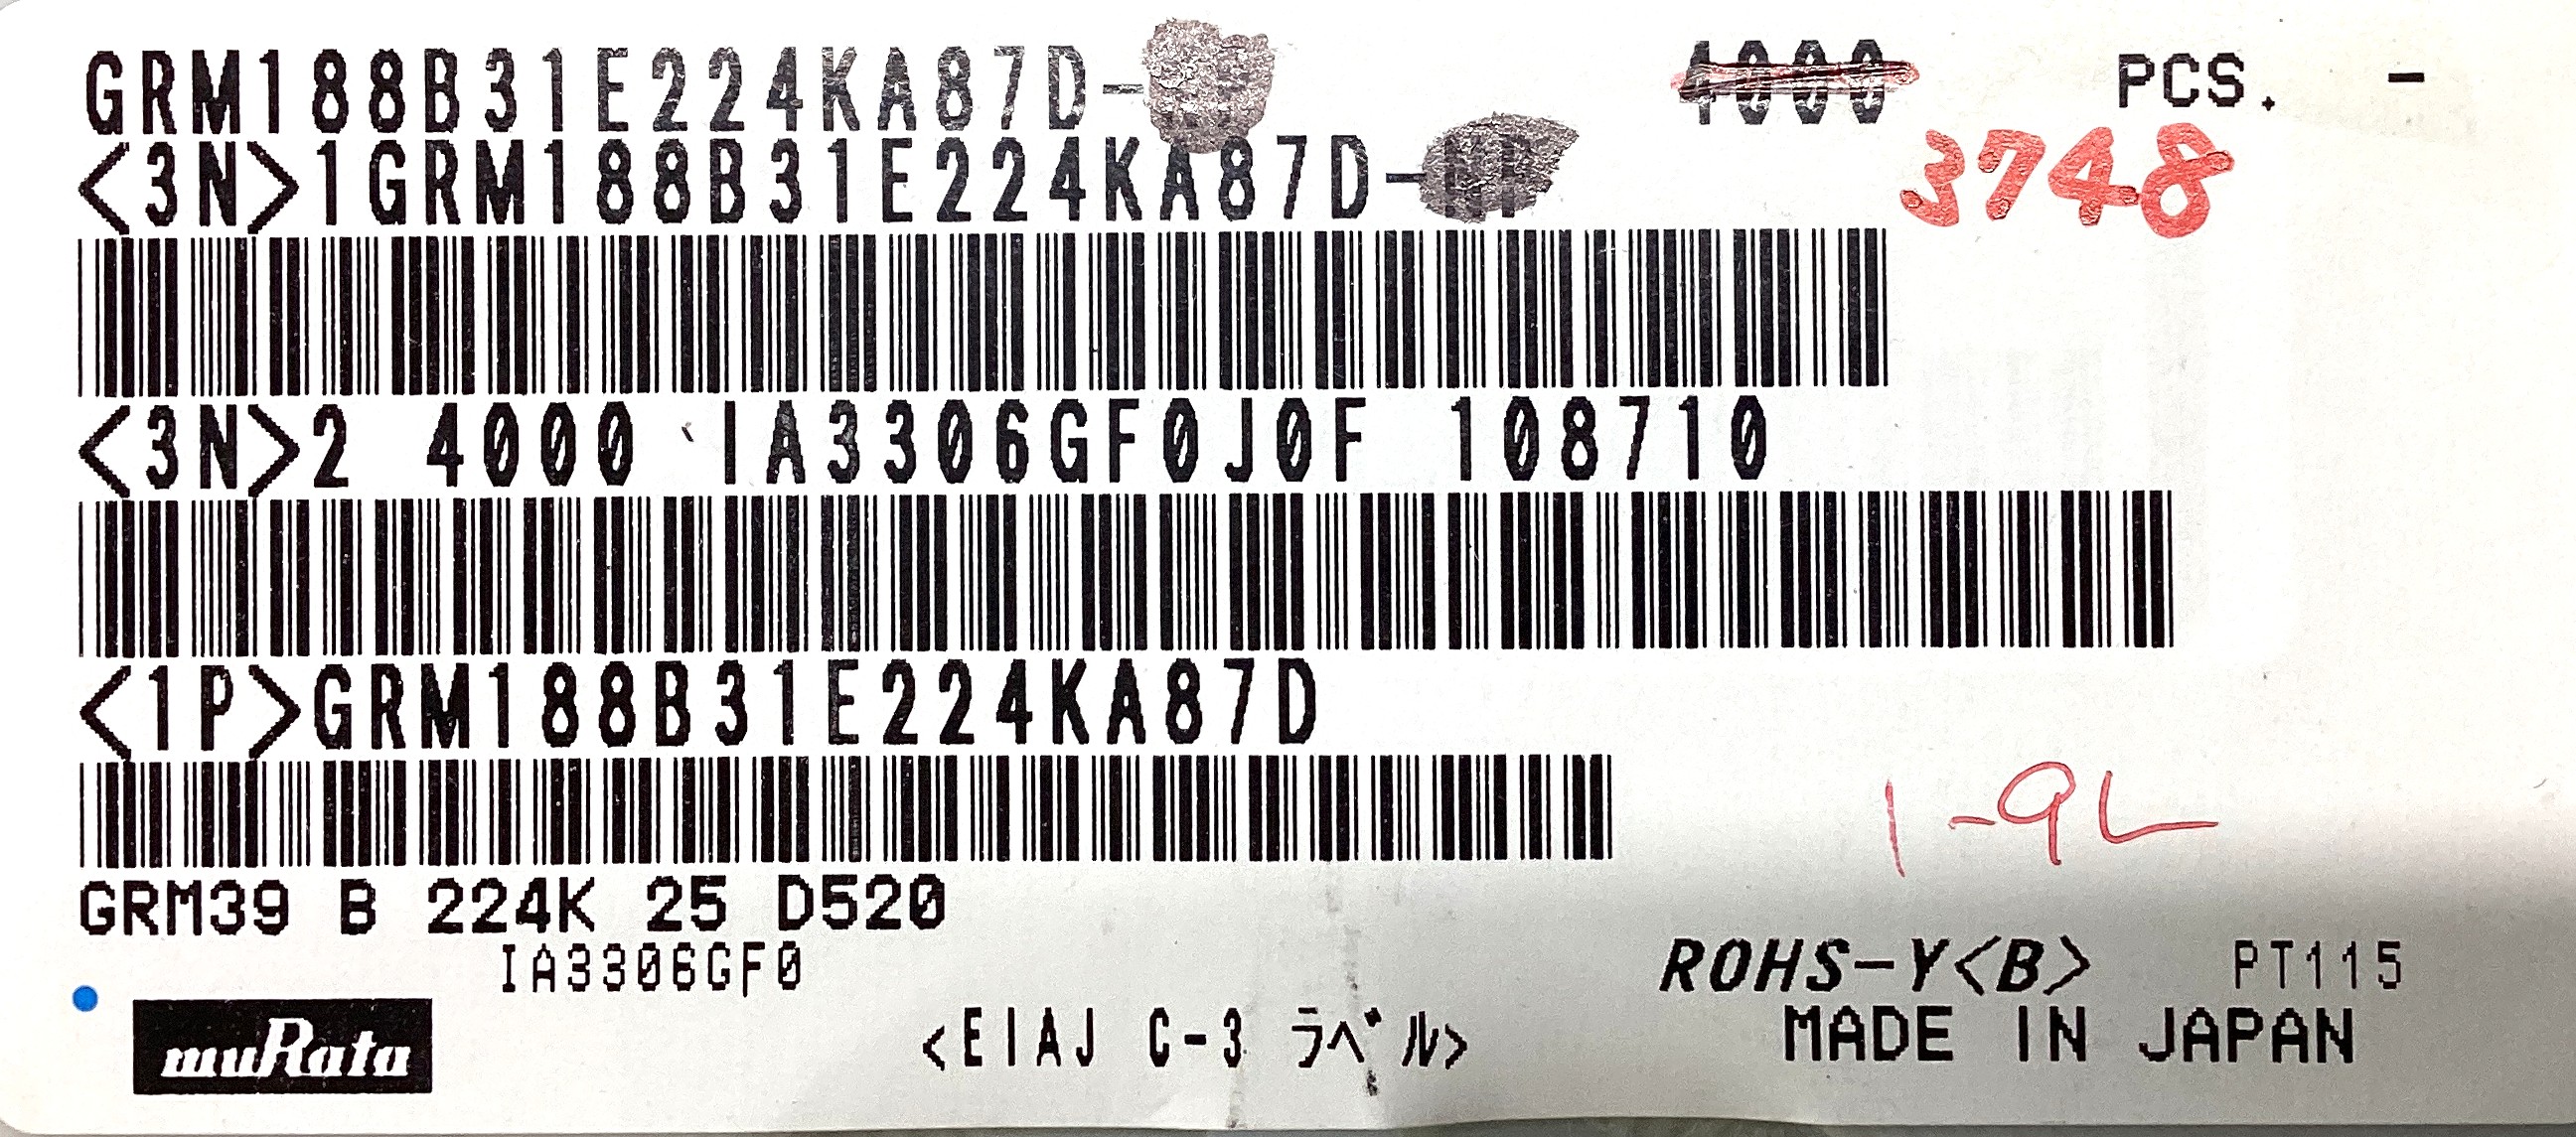 GRM188B31E224KA87D- 4000 PCS. -
3748
<3N>1GRM188B31E224KA87D-
<3N>2 4000 IA3306GF0J0F 108710
<1P>GRM188B31E224KA87D
1-9L
GRM39 B 224K 25 D520
IA3306GF0
ROHS-Y<B> PT115
muRata
<EIAJ C-3 ラベル>
MADE IN JAPAN